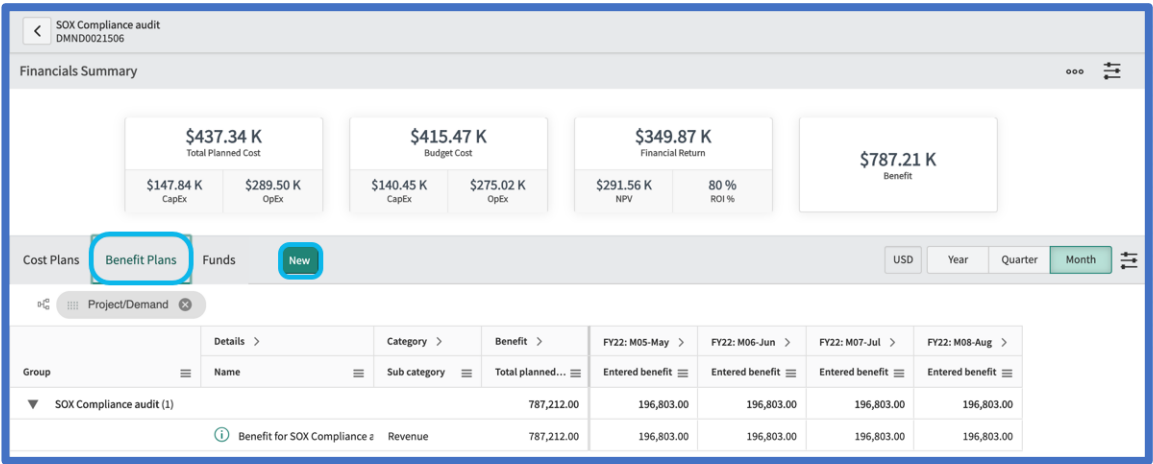 SOX Compliance audit
DMND0021506
Financials Summary
$437.34 K
Total Planned Cost
$147.84 K
CapEx
$289.50 K
OpEx
$415.47 K
Budget Cost
$140.45 K
CapEx
$275.02 K
OpEx
$349.87 K
Financial Return
$291.56 K
NPV
80 %
ROI %
$787.21 K
Benefit
Cost Plans Benefit Plans Funds New USD Year Quarter Month
Project/Demand
Details Category Benefit FY22: M05-May FY22: M06-Jun FY22: M07-Jul FY22: M08-Aug
Group Name Sub category Total planned... Entered benefit Entered benefit Entered benefit Entered benefit
SOX Compliance audit (1) 787,212.00 196,803.00 196,803.00 196,803.00 196,803.00
Benefit for SOX Compliance a Revenue 787,212.00 196,803.00 196,803.00 196,803.00 196,803.00